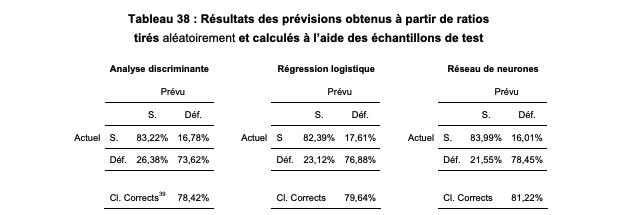 Tableau 38 : Résultats des prévisions obtenus à partir de ratios
tirés aléatoirement et calculés à l'aide des échantillons de test
Analyse discriminante Régression logistique Réseau de neurones
Prévu Prévu Prévu
S. Déf. S. Déf. S. Déf.
Actuel S. 83,22% 16,78% Actuel S 82,39% 17,61% Actuel S. 83,99% 16,01%
Déf. 26,38% 73,62% Déf. 23,12% 76,88% Déf. 21,55% 78,45%
Cl. Corrects39 78,42% Cl. Corrects 79,64% Cl. Corrects 81,22%